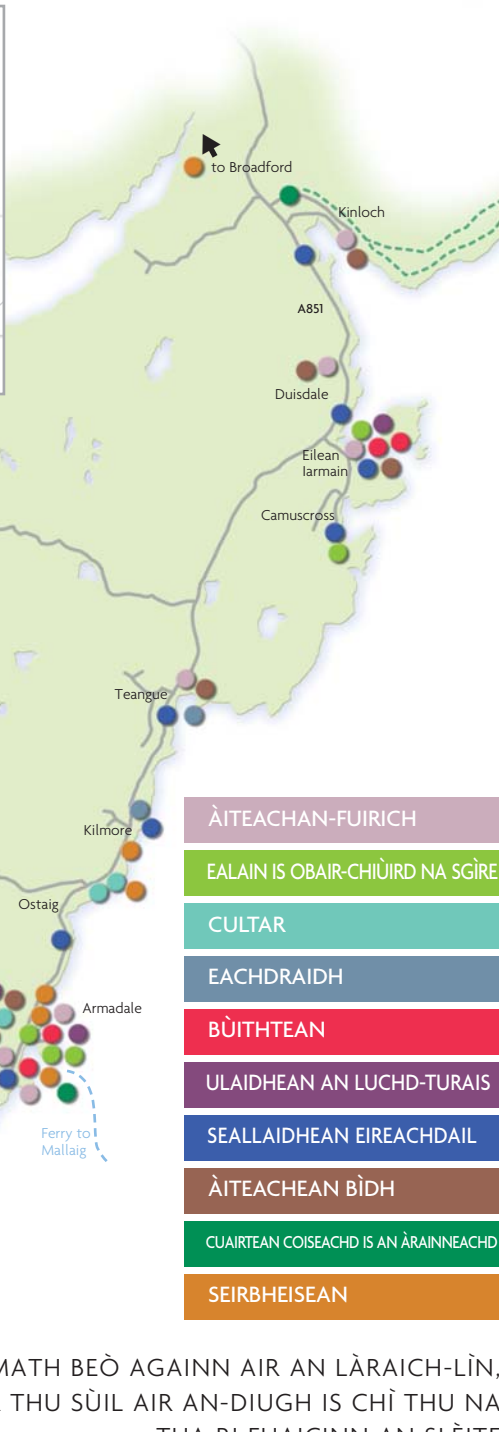 to Broadford
Kinloch
A851
Duisdale
Eilean
Iarmain
Camuscross
Teangue
Kilmore
Ostaig
Armadale
Ferry to
Mallaig
ÀITEACHAN-FUIRICH
EALAIN IS OBAIR-CHIÙIRD NA SGÌRE
CULTAR
EACHDRAIDH
BÙITHTEAN
ULAIDHEAN AN LUCHD-TURAIS
SEALLAIDHEAN EIREACHDAIL
ÀITEACHEAN BÌDH
CUAIRTEAN COISEACHD IS AN ÀRAINNEACHD
SEIRBHEISEAN
MATH BEÒ AGAINN AIR AN LÀRAICH-LÌN,
THU SÙIL AIR AN-DIUGH IS CHÌ THU NA